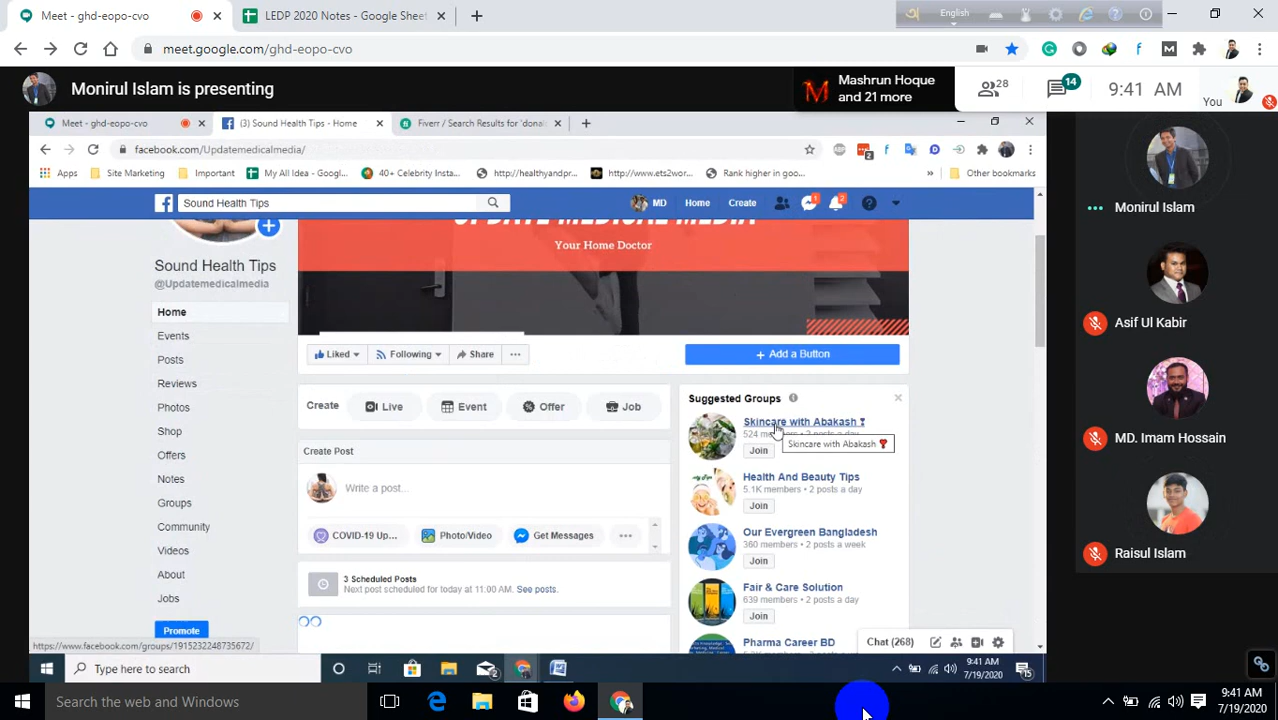 Meet - ghd-eopo-cvo
LEDP 2020 Notes - Google Sheet
English
meet.google.com/ghd-eopo-cvo
Monirul Islam is presenting
Mashrun Hoque
and 21 more
28
14
9:41 AM
You
Meet - ghd-eopo-cvo
(3) Sound Health Tips - Home
Fiverr / Search Results for 'dona
facebook.com/Updatemedicalmedia/
Apps
Site Marketing
Important
My All Idea - Googl...
40+ Celebrity Insta...
http://healthyandpr...
http://www.ets2wor...
Rank higher in goo...
Other bookmarks
Sound Health Tips
MD
Home
Create
UPDATE MEDICAL MEDIA
Your Home Doctor
Sound Health Tips
@Updatemedicalmedia
Home
Events
Posts
Reviews
Photos
Shop
Offers
Notes
Groups
Community
Videos
About
Jobs
Promote
Liked
Following
Share
+ Add a Button
Create
Live
Event
Offer
Job
Create Post
Write a post...
COVID-19 Up...
Photo/Video
Get Messages
3 Scheduled Posts
Next post scheduled for today at 11:00 AM. See posts.
Suggested Groups
Skincare with Abakash
524 members • 2 posts a day
Skincare with Abakash
Join
Health And Beauty Tips
5.1K members • 2 posts a day
Join
Our Evergreen Bangladesh
360 members • 2 posts a week
Join
Fair & Care Solution
639 members • 2 posts a day
Join
Pharma Career BD
Chat (268)
https://www.facebook.com/groups/1915232248735672/
Type here to search
9:41 AM
7/19/2020
15
Monirul Islam
Asif Ul Kabir
MD. Imam Hossain
Raisul Islam
Search the web and Windows
9:41 AM
7/19/2020